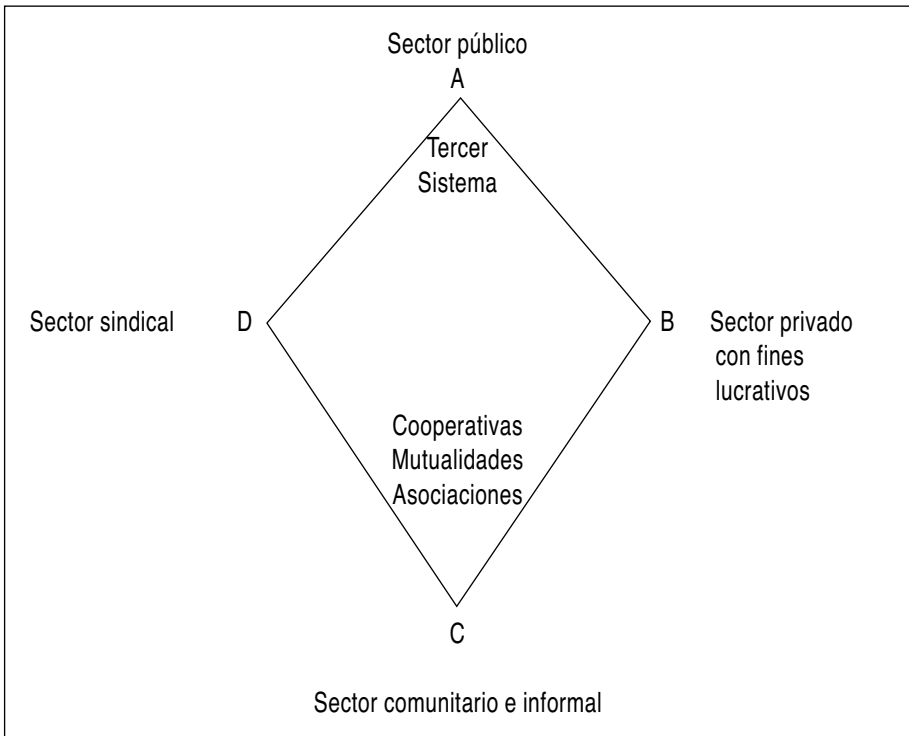 Sector público
A
Tercer
Sistema
Sector sindical D B Sector privado
con fines
lucrativos
Cooperativas
Mutualidades
Asociaciones
C
Sector comunitario e informal